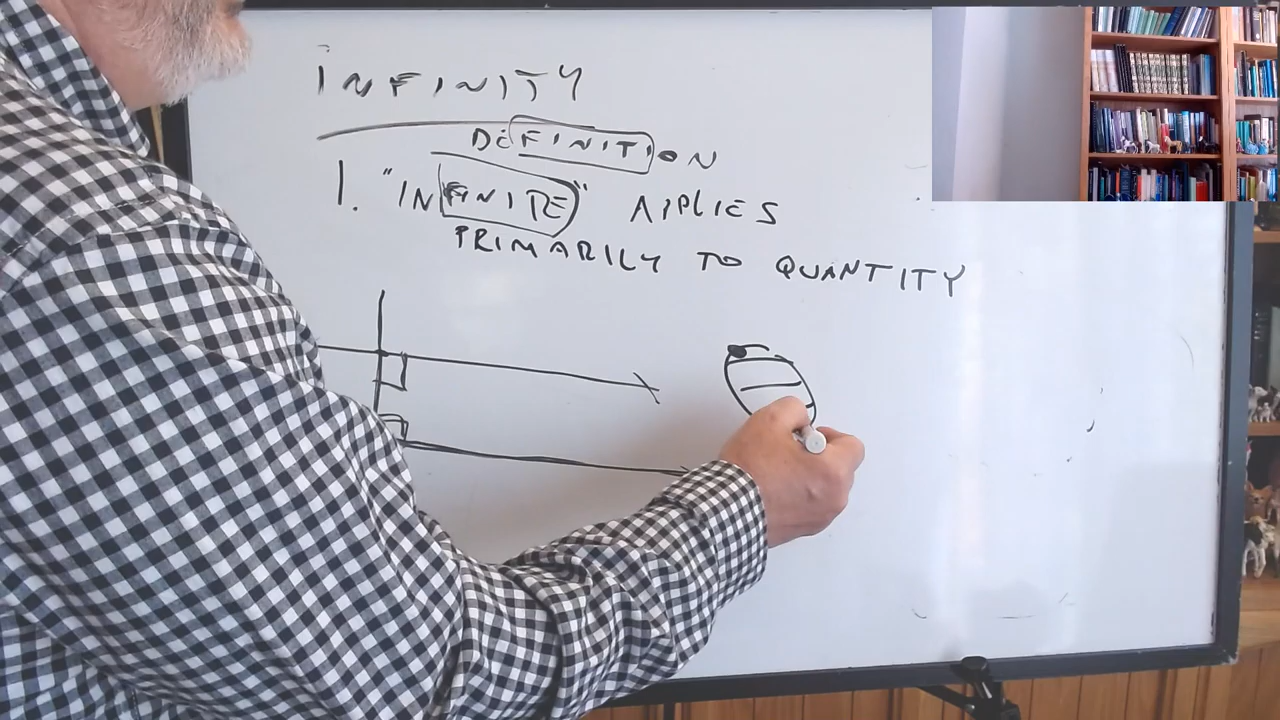 INFINITY
DEFINITION
1. "INFINITE" APPLIES
PRIMARILY TO QUANTITY